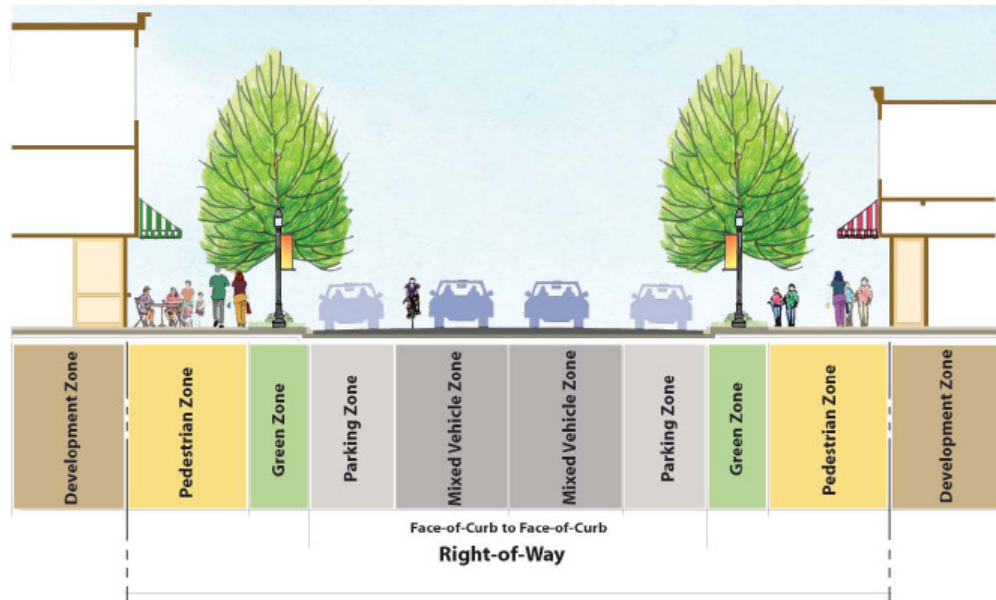 Development Zone
Pedestrian Zone
Green Zone
Parking Zone
Mixed Vehicle Zone
Mixed Vehicle Zone
Parking Zone
Green Zone
Pedestrian Zone
Development Zone
Face-of-Curb to Face-of-Curb
Right-of-Way